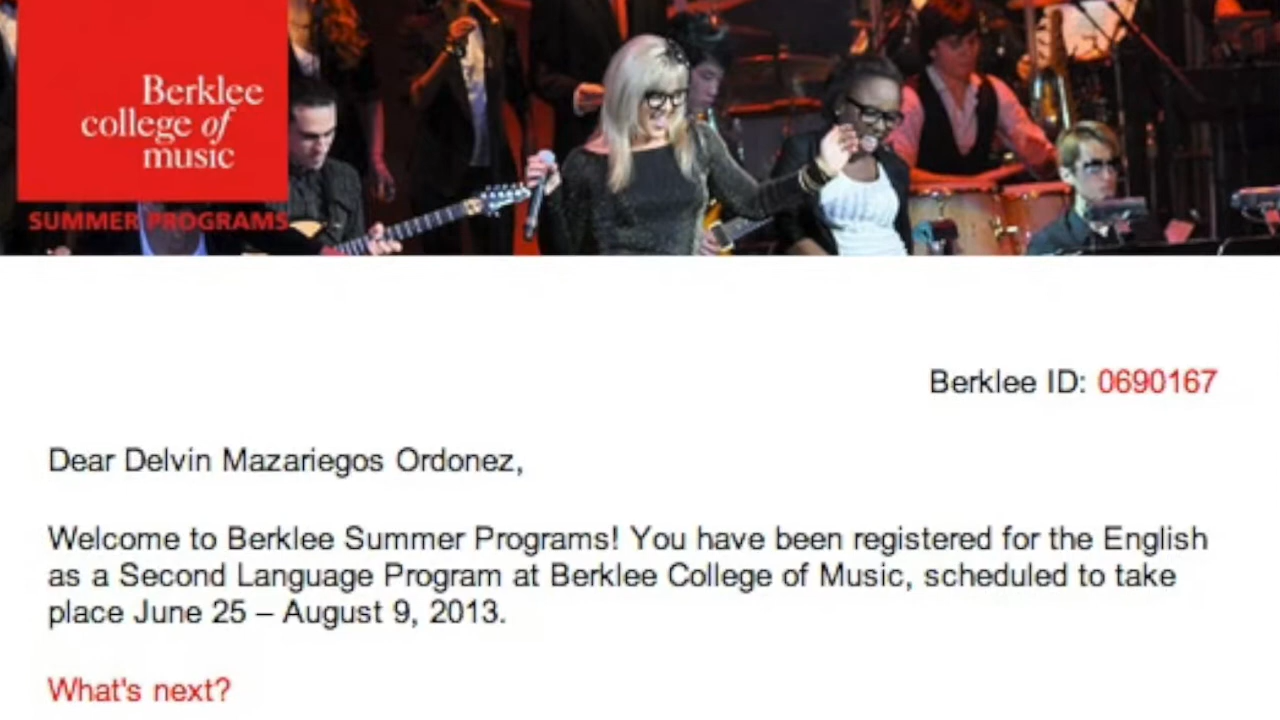 Berklee
college of
music
SUMMER PROGRAMS
Berklee ID: 0690167
Dear Delvin Mazariegos Ordonez,
Welcome to Berklee Summer Programs! You have been registered for the English
as a Second Language Program at Berklee College of Music, scheduled to take
place June 25 – August 9, 2013.
What's next?